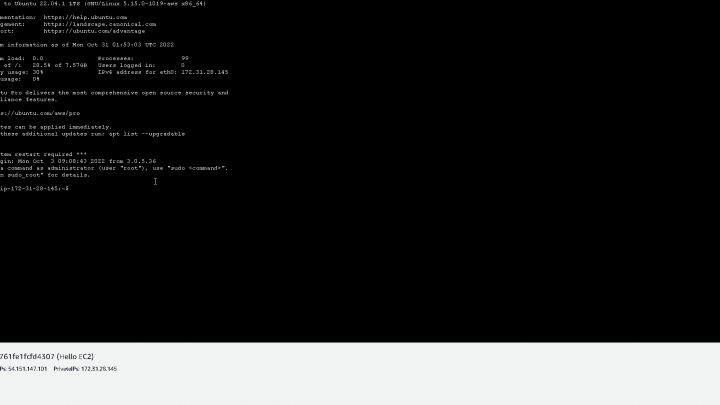 to Ubuntu 22.04.1 LTS (GNU/Linux 5.15.0-1019-aws x86_64)
mentation: https://help.ubuntu.com
gement: https://landscape.canonical.com
ort: https://ubuntu.com/advantage
m information as of Mon Oct 31 01:53:03 UTC 2022
m load: 0.0 Processes: 99
of /: 28.5% of 7.57GB Users logged in: 0
y usage: 30% IPv4 address for eth0: 172.31.28.145
usage: 0%
tu Pro delivers the most comprehensive open source security and
liance features.
s://ubuntu.com/aws/pro
tes can be applied immediately.
these additional updates run: apt list --upgradable
tem restart required ***
gin: Mon Oct 3 09:08:43 2022 from 3.0.5.36
a command as administrator (user "root"), use "sudo <command>".
n sudo_root" for details.
ip-172-31-28-145:~$
761fe1fcfd4307 (Hello EC2)
Ps: 54.151.147.101 PrivateIPs: 172.31.28.145